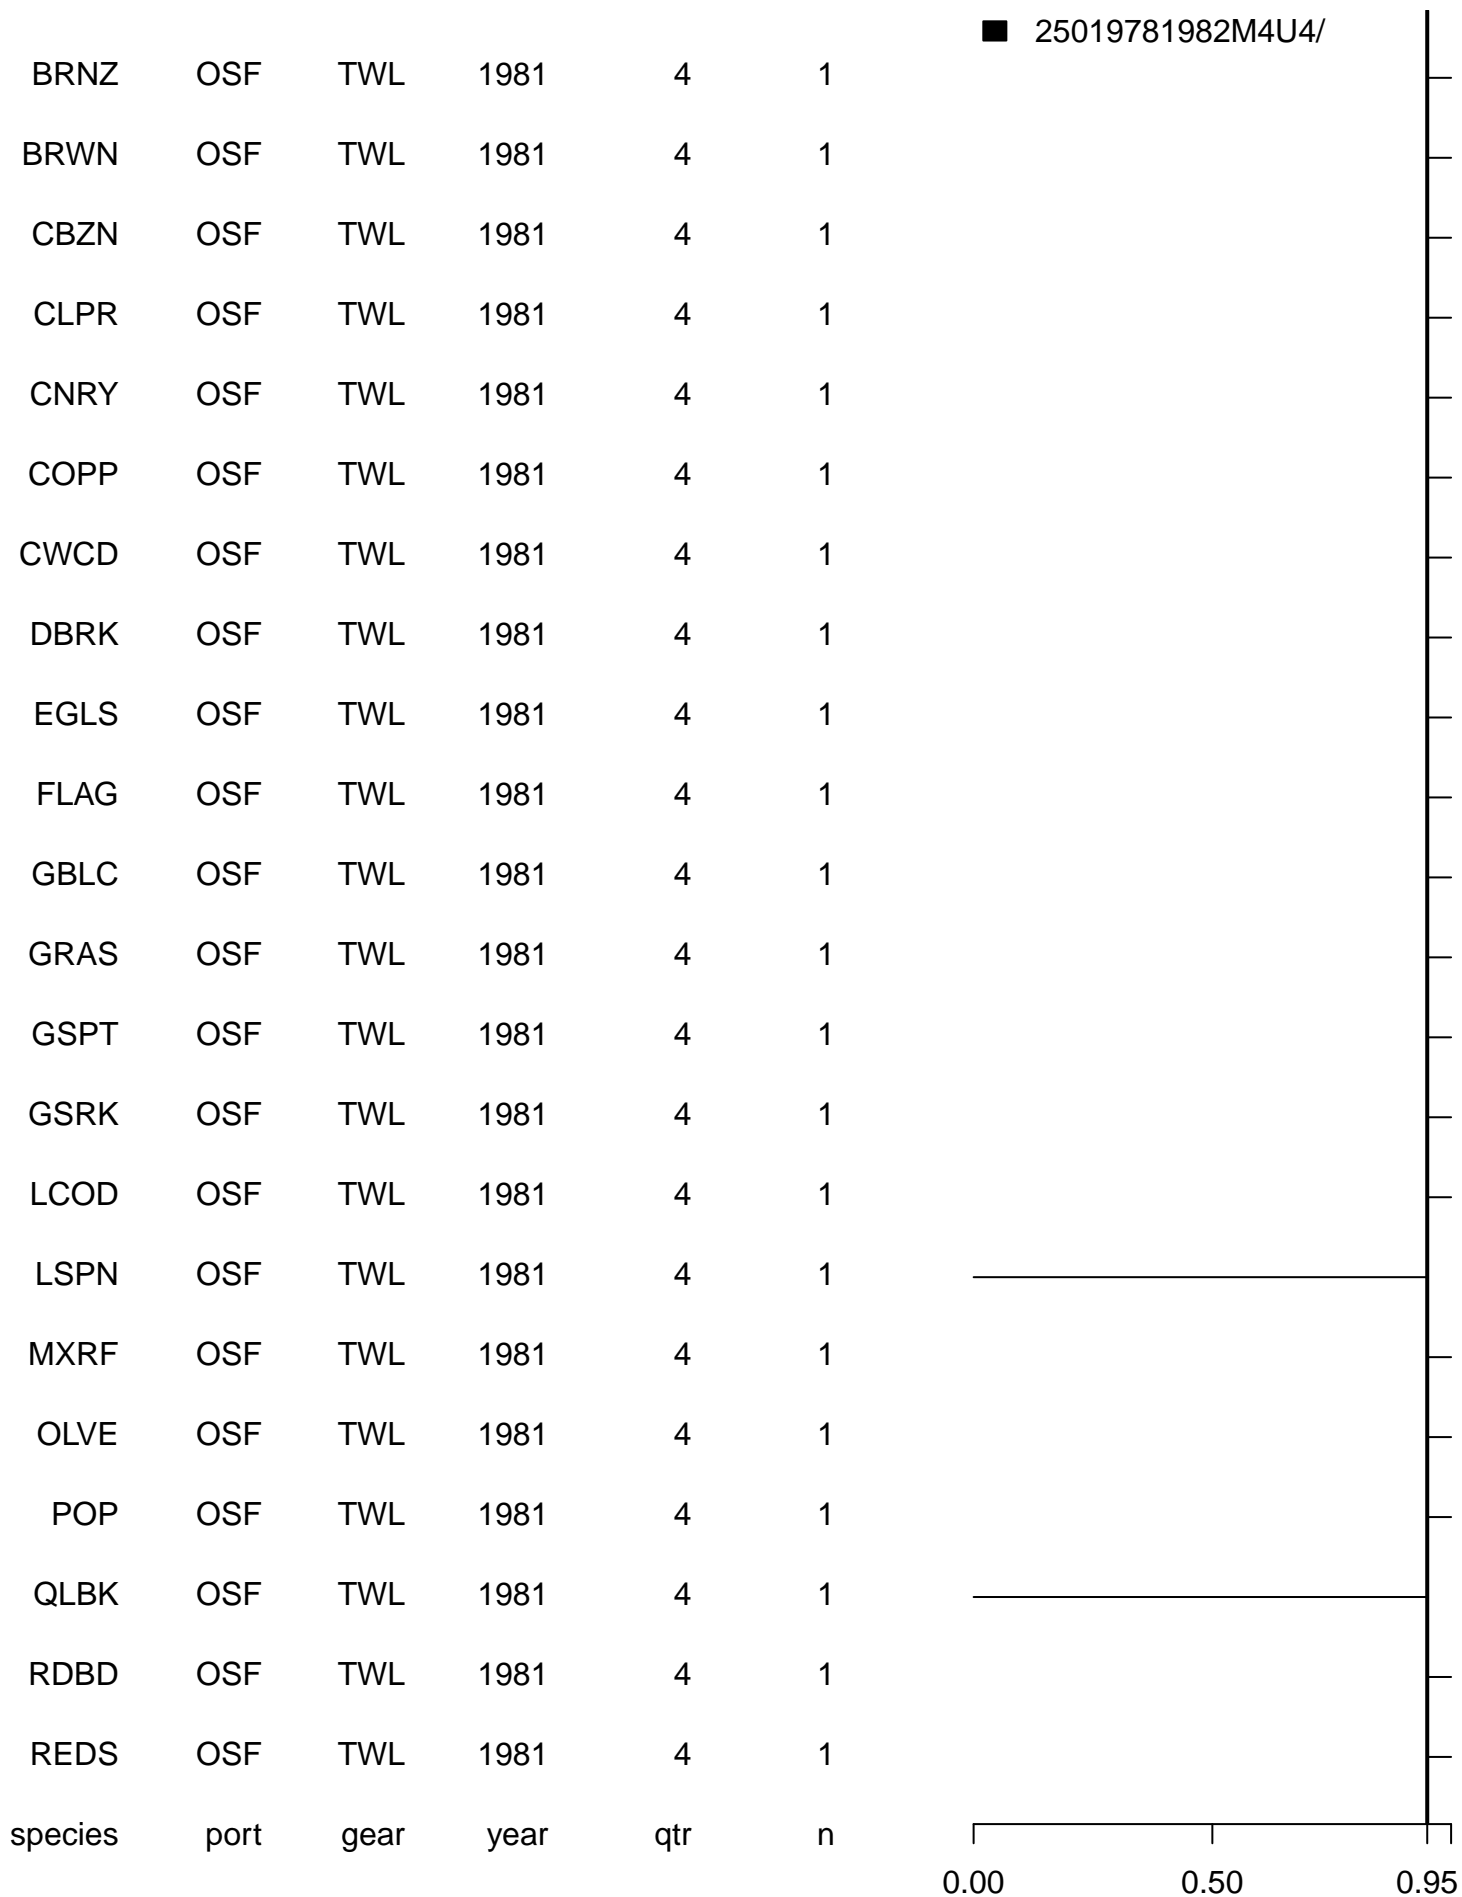 25019781982M4U4/
BRNZ OSF TWL 1981 4 1
BRWN OSF TWL 1981 4 1
CBZN OSF TWL 1981 4 1
CLPR OSF TWL 1981 4 1
CNRY OSF TWL 1981 4 1
COPP OSF TWL 1981 4 1
CWCD OSF TWL 1981 4 1
DBRK OSF TWL 1981 4 1
EGLS OSF TWL 1981 4 1
FLAG OSF TWL 1981 4 1
GBLC OSF TWL 1981 4 1
GRAS OSF TWL 1981 4 1
GSPT OSF TWL 1981 4 1
GSRK OSF TWL 1981 4 1
LCOD OSF TWL 1981 4 1
LSPN OSF TWL 1981 4 1
MXRF OSF TWL 1981 4 1
OLVE OSF TWL 1981 4 1
POP OSF TWL 1981 4 1
QLBK OSF TWL 1981 4 1
RDBD OSF TWL 1981 4 1
REDS OSF TWL 1981 4 1
species port gear year qtr n
0.00 0.50 0.95